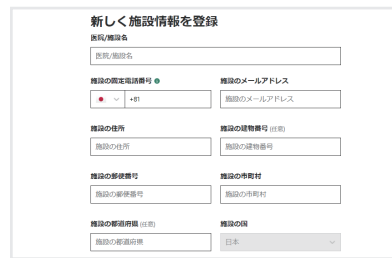 新しく施設情報を登録
医院/施設名
医院/施設名
施設の固定電話番号 施設のメールアドレス
+81 施設のメールアドレス
施設の住所 施設の建物番号 (任意)
施設の住所 施設の建物番号
施設の郵便番号 施設の市町村
施設の郵便番号 施設の市町村
施設の都道府県 (任意) 施設の国
施設の都道府県 日本